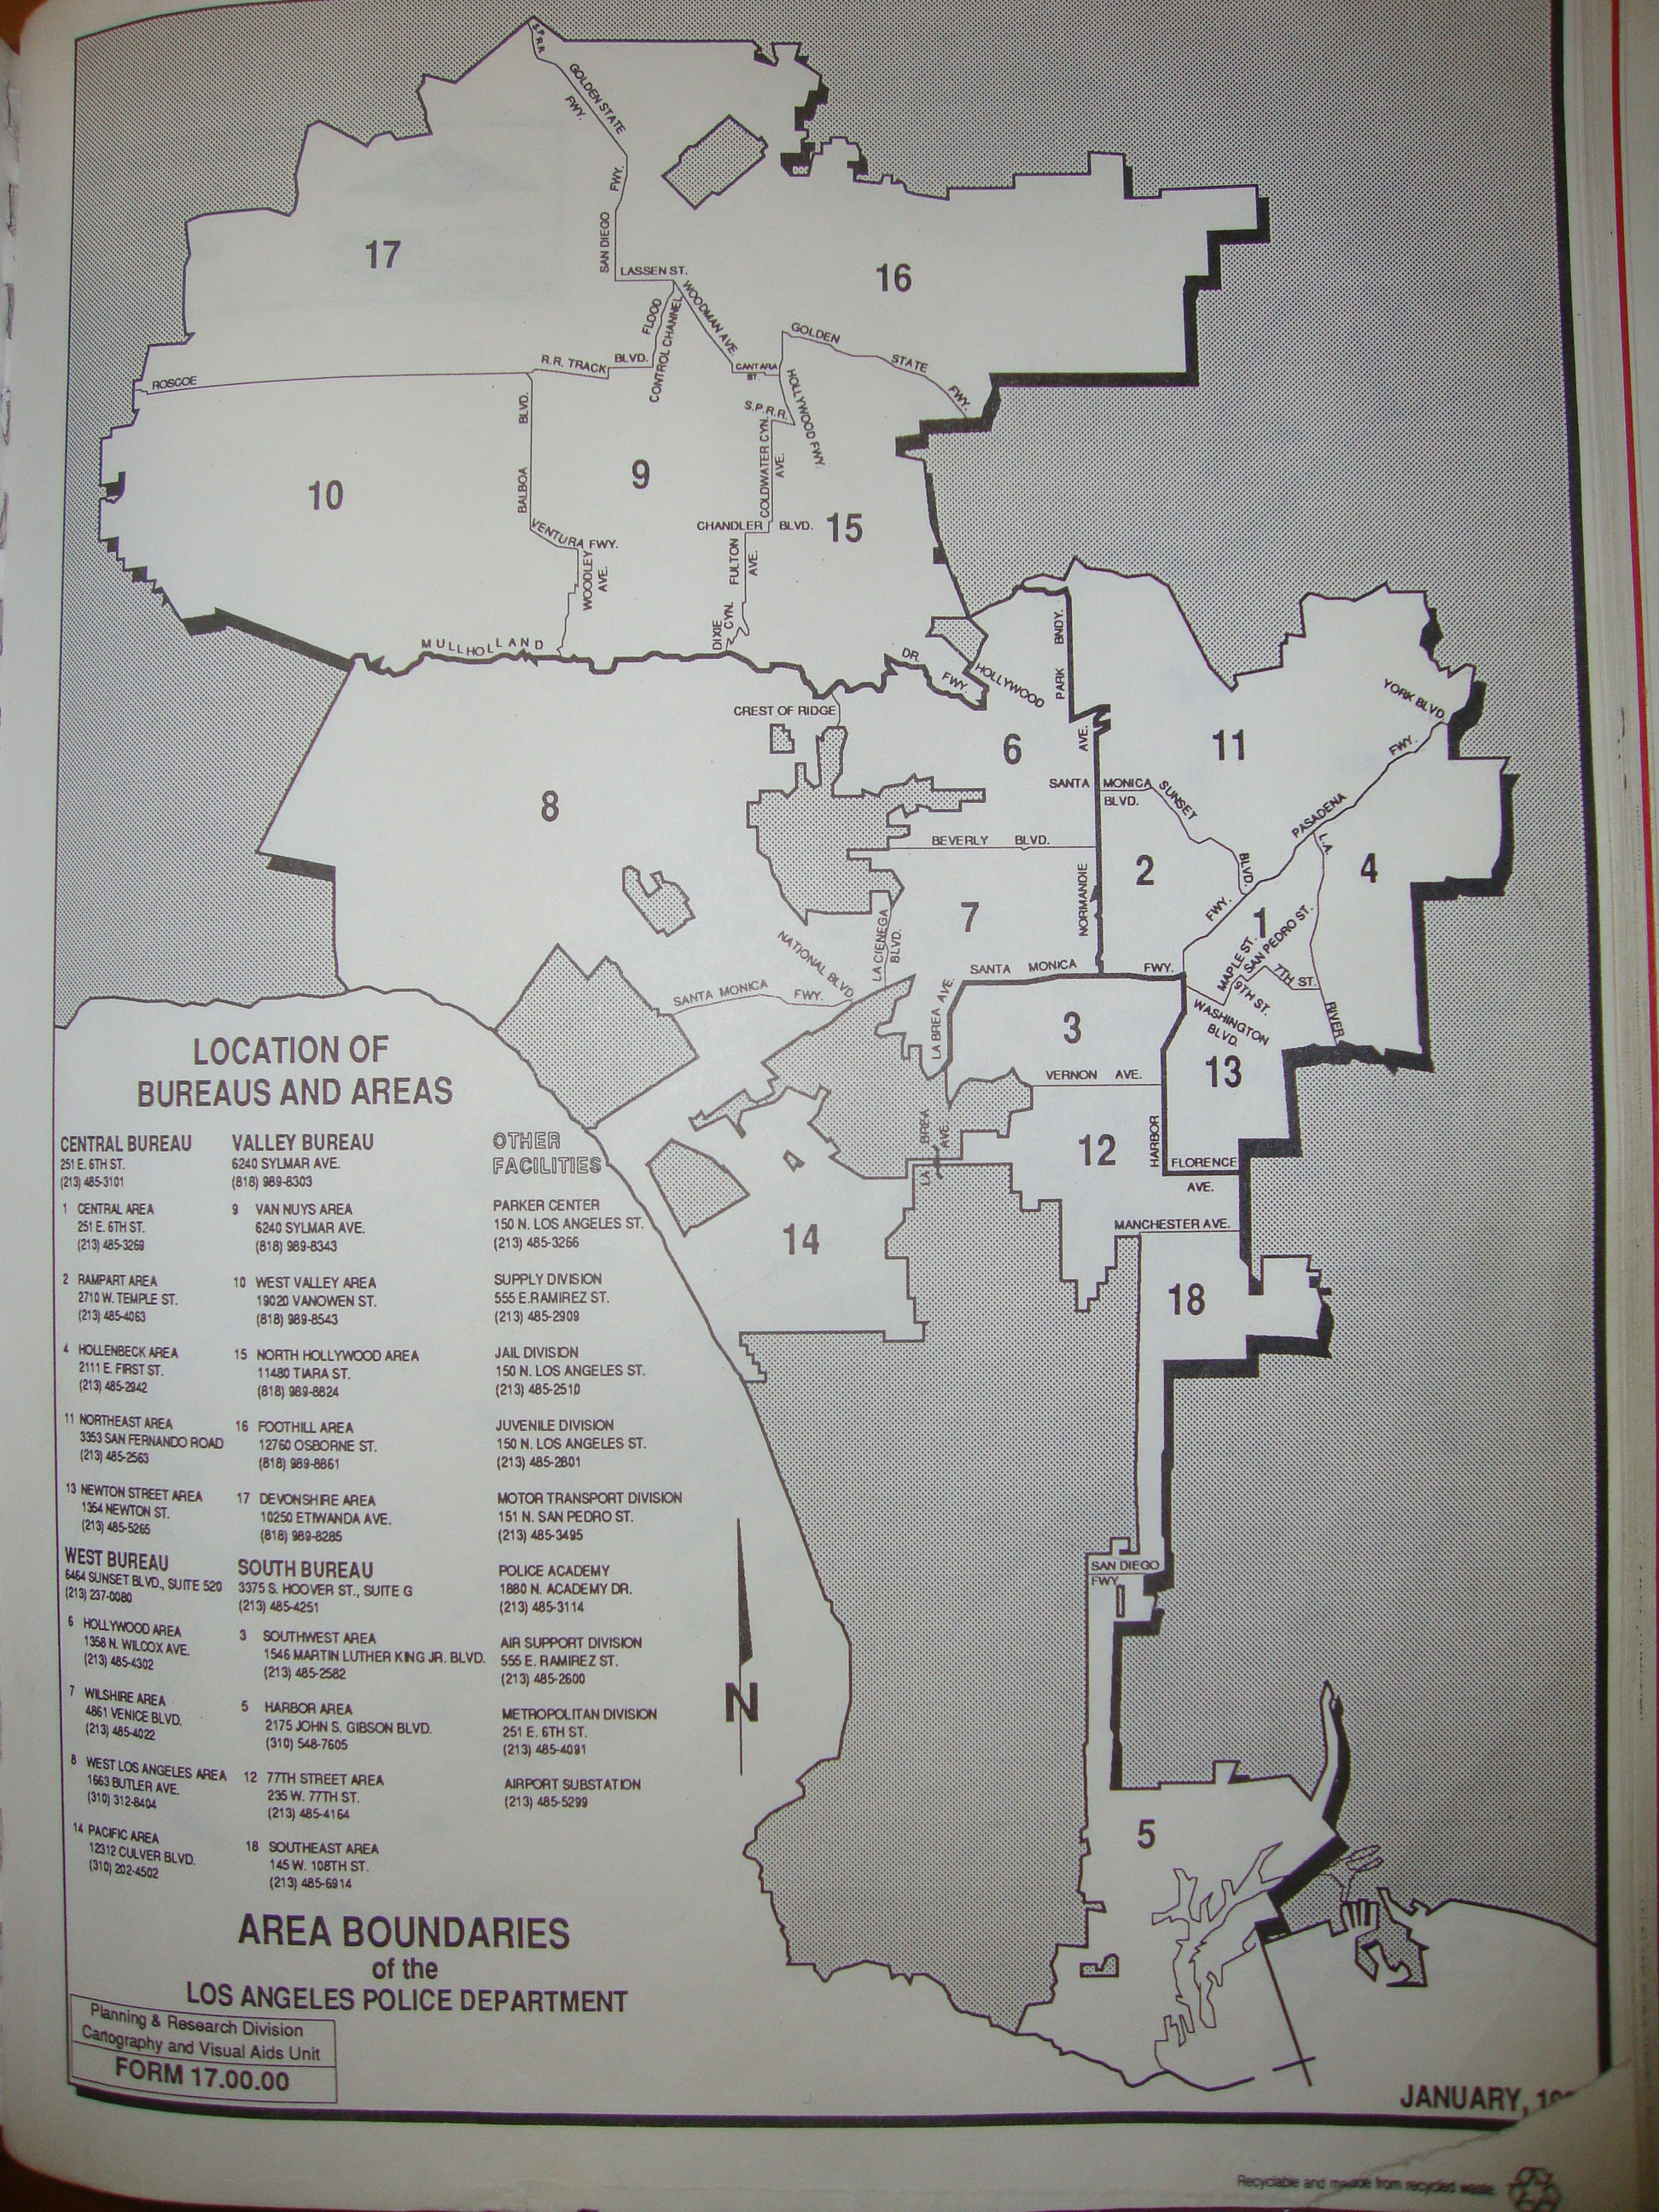 S.P.R.R.
GOLDEN STATE
FWY.
FWY.
SAN DIEGO
17
16
LASSEN ST.
WOODMAN AVE.
FLOOD
CONTROL CHANNEL
GOLDEN
STATE
FWY.
R.R. TRACK
BLVD.
CANTARA
ST.
ROSCOE
HOLLYWOOD FWY.
BLVD.
BALBOA
S.P.R.R.
COLDWATER CYN.
AVE.
10
9
15
CHANDLER
BLVD.
VENTURA FWY.
WOODLEY
AVE.
FULTON
AVE.
DIXIE
CYN.
MULLHOLLAND
DR.
FWY.
HOLLYWOOD
PARK
BNDY.
YORK BLVD.
CREST OF RIDGE
8
6
AVE.
11
FWY.
SANTA
MONICA
BLVD.
SUNSET
BLVD.
PASADENA
L.A.
BEVERLY
BLVD.
2
4
NORMANDIE
7
FWY.
1
LA CIENEGA
BLVD.
NATIONAL BLVD.
MAPLE ST.
SAN PEDRO ST.
7TH ST.
9TH ST.
SANTA MONICA
FWY.
SANTA MONICA
FWY.
LA BREA AVE.
WASHINGTON
BLVD.
RIVER
3
13
VERNON AVE.
LA BREA
AVE.
12
HARBOR
FLORENCE
AVE.
14
MANCHESTER AVE.
18
SAN DIEGO
FWY
5
N
LOCATION OF
BUREAUS AND AREAS
CENTRAL BUREAU
251 E. 6TH ST.
(213) 485-3101
1 CENTRAL AREA
251 E. 6TH ST.
(213) 485-3269
2 RAMPART AREA
2710 W. TEMPLE ST.
(213) 485-4063
4 HOLLENBECK AREA
2111 E. FIRST ST.
(213) 485-2942
11 NORTHEAST AREA
3353 SAN FERNANDO ROAD
(213) 485-2563
13 NEWTON STREET AREA
1354 NEWTON ST.
(213) 485-5265
WEST BUREAU
6464 SUNSET BLVD., SUITE 520
(213) 237-0080
6 HOLLYWOOD AREA
1358 N. WILCOX AVE.
(213) 485-4302
7 WILSHIRE AREA
4861 VENICE BLVD.
(213) 485-4022
8 WEST LOS ANGELES AREA
1663 BUTLER AVE.
(310) 312-8404
14 PACIFIC AREA
12312 CULVER BLVD.
(310) 202-4502
VALLEY BUREAU
6240 SYLMAR AVE.
(818) 989-8303
9 VAN NUYS AREA
6240 SYLMAR AVE.
(818) 989-8343
10 WEST VALLEY AREA
19020 VANOWEN ST.
(818) 989-8543
15 NORTH HOLLYWOOD AREA
11480 TIARA ST.
(818) 989-8824
16 FOOTHILL AREA
12760 OSBORNE ST.
(818) 989-8861
17 DEVONSHIRE AREA
10250 ETIWANDA AVE.
(818) 989-8285
SOUTH BUREAU
3375 S. HOOVER ST., SUITE G
(213) 485-4251
3 SOUTHWEST AREA
1546 MARTIN LUTHER KING JR. BLVD.
(213) 485-2582
5 HARBOR AREA
2175 JOHN S. GIBSON BLVD.
(310) 548-7605
12 77TH STREET AREA
235 W. 77TH ST.
(213) 485-4164
18 SOUTHEAST AREA
145 W. 108TH ST.
(213) 485-6914
OTHER
FACILITIES
PARKER CENTER
150 N. LOS ANGELES ST.
(213) 485-3266
SUPPLY DIVISION
555 E.RAMIREZ ST.
(213) 485-2909
JAIL DIVISION
150 N. LOS ANGELES ST.
(213) 485-2510
JUVENILE DIVISION
150 N. LOS ANGELES ST.
(213) 485-2801
MOTOR TRANSPORT DIVISION
151 N. SAN PEDRO ST.
(213) 485-3495
POLICE ACADEMY
1880 N. ACADEMY DR.
(213) 485-3114
AIR SUPPORT DIVISION
555 E. RAMIREZ ST.
(213) 485-2600
METROPOLITAN DIVISION
251 E. 6TH ST.
(213) 485-4091
AIRPORT SUBSTATION
(213) 485-5299
AREA BOUNDARIES
of the
LOS ANGELES POLICE DEPARTMENT
Planning & Research Division
Cartography and Visual Aids Unit
FORM 17.00.00
JANUARY,
Recyclable and made from recycled waste.